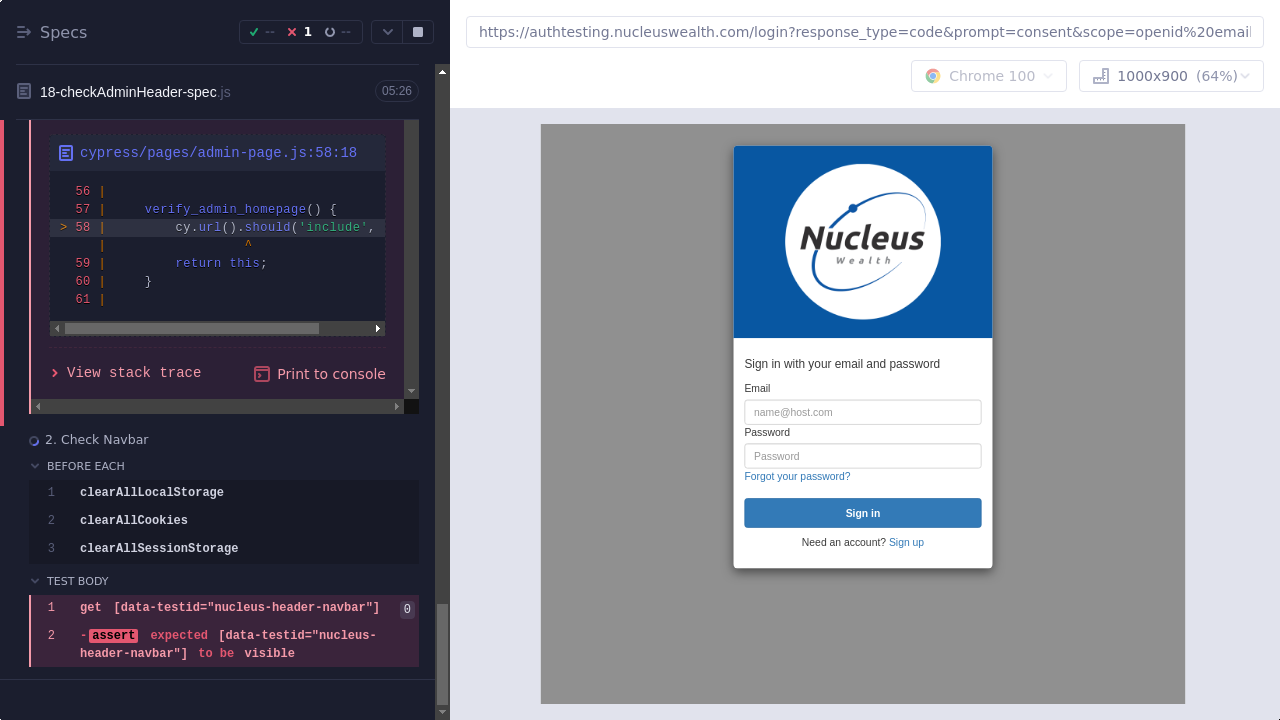 Specs
--
1
--
18-checkAdminHeader-spec.js
05:26
cypress/pages/admin-page.js:58:18
56 |
57 |     verify_admin_homepage() {
> 58 |         cy.url().should('include',
|                  ^
59 |         return this;
60 |     }
61 |
View stack trace
Print to console
2. Check Navbar
BEFORE EACH
1 clearAllLocalStorage
2 clearAllCookies
3 clearAllSessionStorage
TEST BODY
1 get [data-testid="nucleus-header-navbar"] 0
2 -assert expected [data-testid="nucleus-
header-navbar"] to be visible
https://authtesting.nucleuswealth.com/login?response_type=code&prompt=consent&scope=openid%20email
Chrome 100
1000x900 (64%)
Nucleus
Wealth
Sign in with your email and password
Email
name@host.com
Password
Password
Forgot your password?
Sign in
Need an account? Sign up